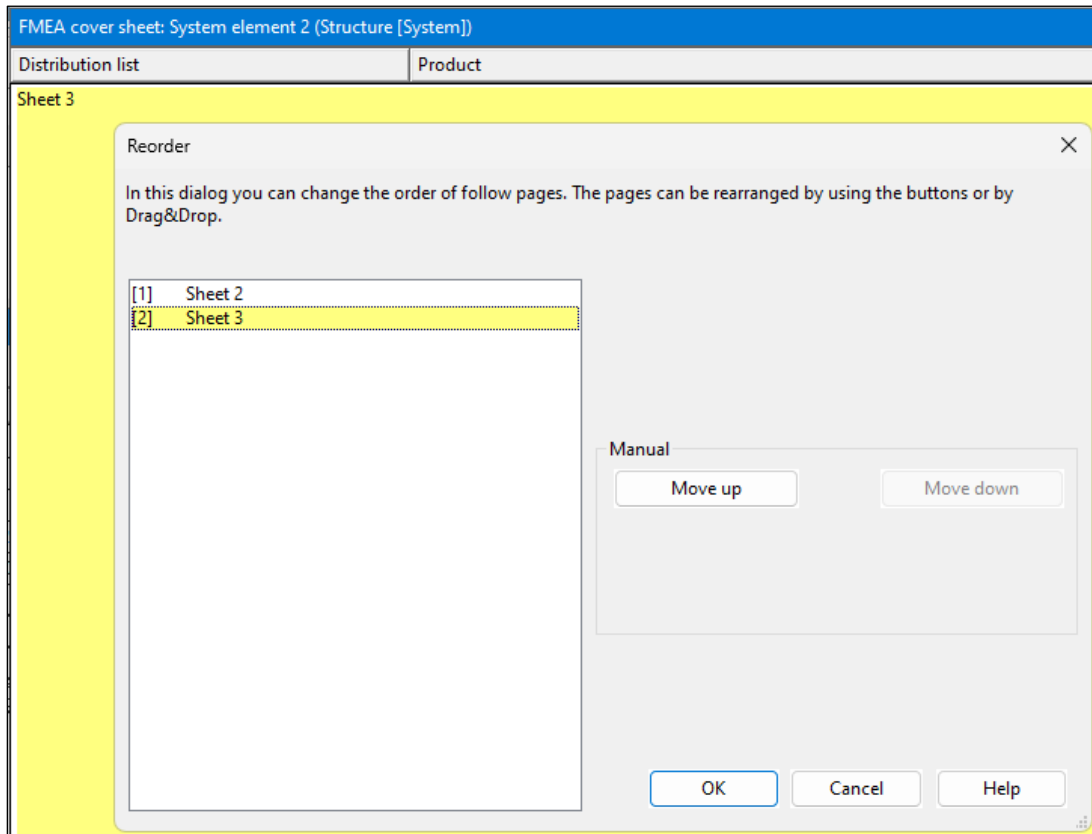 FMEA cover sheet: System element 2 (Structure [System])
Distribution list Product
Sheet 3
Reorder
In this dialog you can change the order of follow pages. The pages can be rearranged by using the buttons or by
Drag&Drop.
[1] Sheet 2
[2] Sheet 3
Manual
Move up Move down
OK Cancel Help